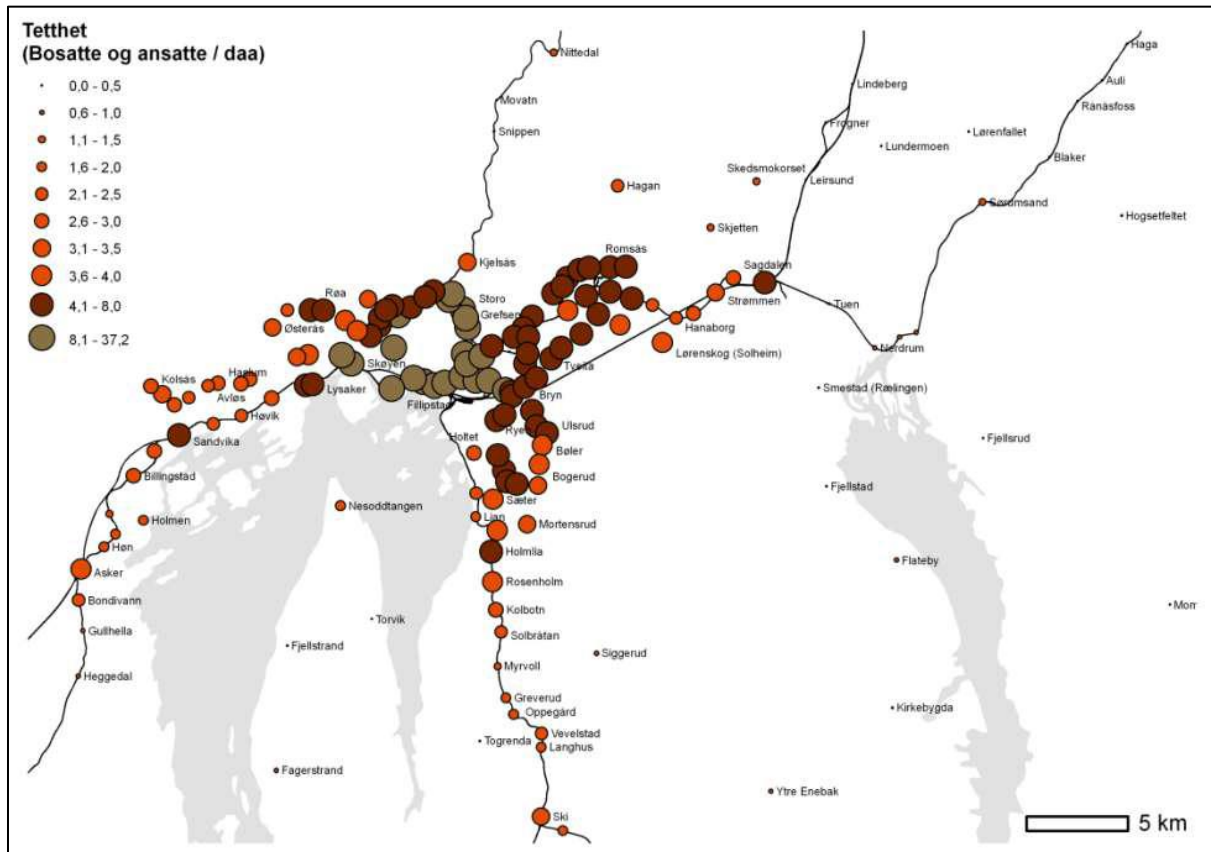 Tetthet
(Bosatte og ansatte / daa)
0,0 - 0,5
0,6 - 1,0
1,1 - 1,5
1,6 - 2,0
2,1 - 2,5
2,6 - 3,0
3,1 - 3,5
3,6 - 4,0
4,1 - 8,0
8,1 - 37,2
Nittedal
Haga
Auli
Lindeberg
Movatn
Ranåsfoss
Frogner
Snippen
Lørenfallet
Lundermoen
Blaker
Skedsmokorset
Leirsund
Hagan
Sørumsand
Hogsetfeltet
Skjetten
Romsås
Kjelsås
Sagdalen
Røa
Storo
Strømmen
Tuen
Grefsen
Østerås
Hanaborg
Lørenskog (Solheim)
Nerdrum
Skøyen
Tveita
Haslum
Kolsås
Lysaker
Smestad (Rælingen)
Avløs
Bryn
Fillipstad
Høvik
Ryen
Ulsrud
Sandvika
Holtet
Fjellsrud
Bøler
Billingstad
Bogerud
Fjellstad
Sæter
Nesoddtangen
Lian
Holmen
Mortensrud
Høn
Holmlia
Flateby
Asker
Rosenholm
Bondivann
Kolbotn
Torvik
Gullhella
Solbråtan
Fjellstrand
Siggerud
Myrvoll
Heggedal
Greverud
Kirkebygda
Oppegård
Vevelstad
Togrenda
Langhus
Fagerstrand
Ytre Enebak
Ski
5 km